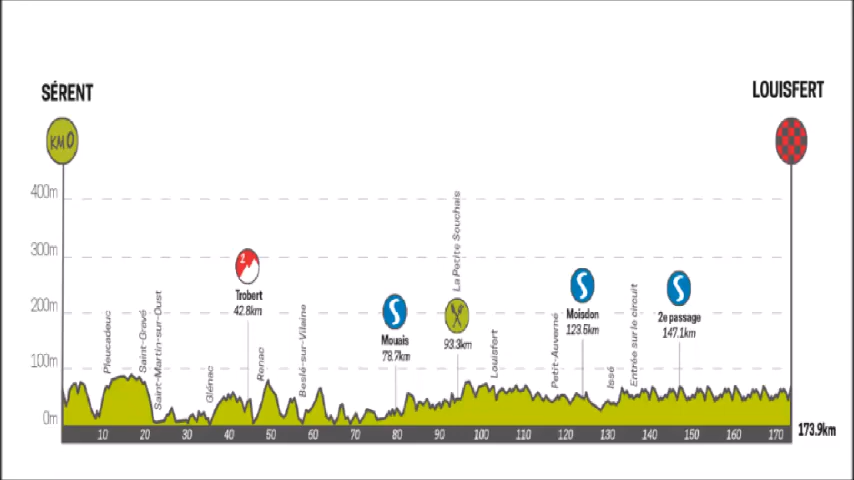 SÉRENT
LOUISFERT
KM 0
400m
300m
200m
100m
0m
Pleucadeuc
Saint-Gravé
Saint-Martin-sur-Oust
Glénac
2
Trobert
42.8km
Renac
Beslé-sur-Vilaine
S
Mouais
78.7km
La Petite Souchais
93.3km
Louisfert
Petit-Auverné
S
Moisdon
123.5km
Issé
Entrée sur le circuit
S
2e passage
147.1km
10 20 30 40 50 60 70 80 90 100 110 120 130 140 150 160 170
173.9km